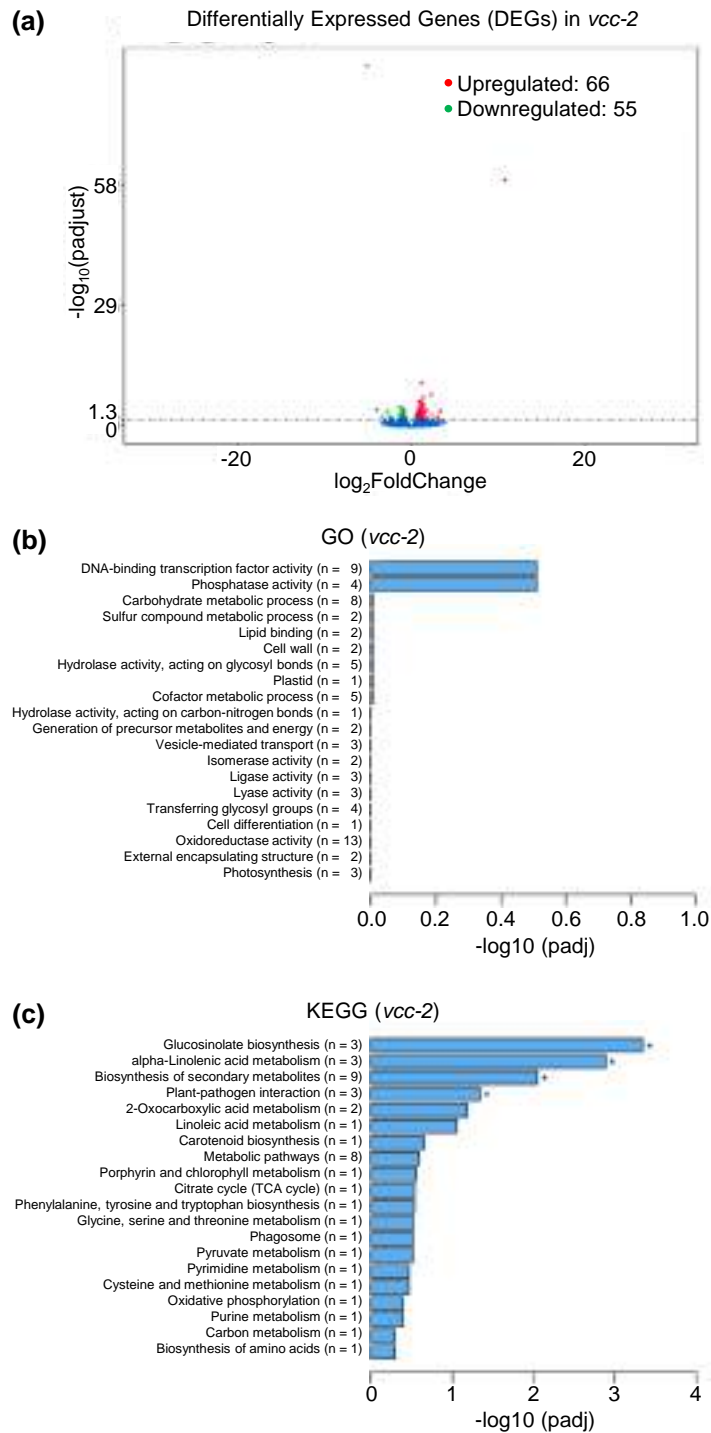 (a) Differentially Expressed Genes (DEGs) in vcc-2
• Upregulated: 66
• Downregulated: 55
-log10(padjust)
58
29
1.3
0
-20 0 20
log2FoldChange
(b) GO (vcc-2)
DNA-binding transcription factor activity (n = 9)
Phosphatase activity (n = 4)
Carbohydrate metabolic process (n = 8)
Sulfur compound metabolic process (n = 2)
Lipid binding (n = 2)
Cell wall (n = 2)
Hydrolase activity, acting on glycosyl bonds (n = 5)
Plastid (n = 1)
Cofactor metabolic process (n = 5)
Hydrolase activity, acting on carbon-nitrogen bonds (n = 1)
Generation of precursor metabolites and energy (n = 2)
Vesicle-mediated transport (n = 3)
Isomerase activity (n = 2)
Ligase activity (n = 3)
Lyase activity (n = 3)
Transferring glycosyl groups (n = 4)
Cell differentiation (n = 1)
Oxidoreductase activity (n = 13)
External encapsulating structure (n = 2)
Photosynthesis (n = 3)
0.0 0.2 0.4 0.6 0.8 1.0
-log10 (padj)
(c) KEGG (vcc-2)
Glucosinolate biosynthesis (n = 3)
alpha-Linolenic acid metabolism (n = 3)
Biosynthesis of secondary metabolites (n = 9)
Plant-pathogen interaction (n = 3)
2-Oxocarboxylic acid metabolism (n = 2)
Linoleic acid metabolism (n = 1)
Carotenoid biosynthesis (n = 1)
Metabolic pathways (n = 8)
Porphyrin and chlorophyll metabolism (n = 1)
Citrate cycle (TCA cycle) (n = 1)
Phenylalanine, tyrosine and tryptophan biosynthesis (n = 1)
Glycine, serine and threonine metabolism (n = 1)
Phagosome (n = 1)
Pyruvate metabolism (n = 1)
Pyrimidine metabolism (n = 1)
Cysteine and methionine metabolism (n = 1)
Oxidative phosphorylation (n = 1)
Purine metabolism (n = 1)
Carbon metabolism (n = 1)
Biosynthesis of amino acids (n = 1)
0 1 2 3 4
-log10 (padj)